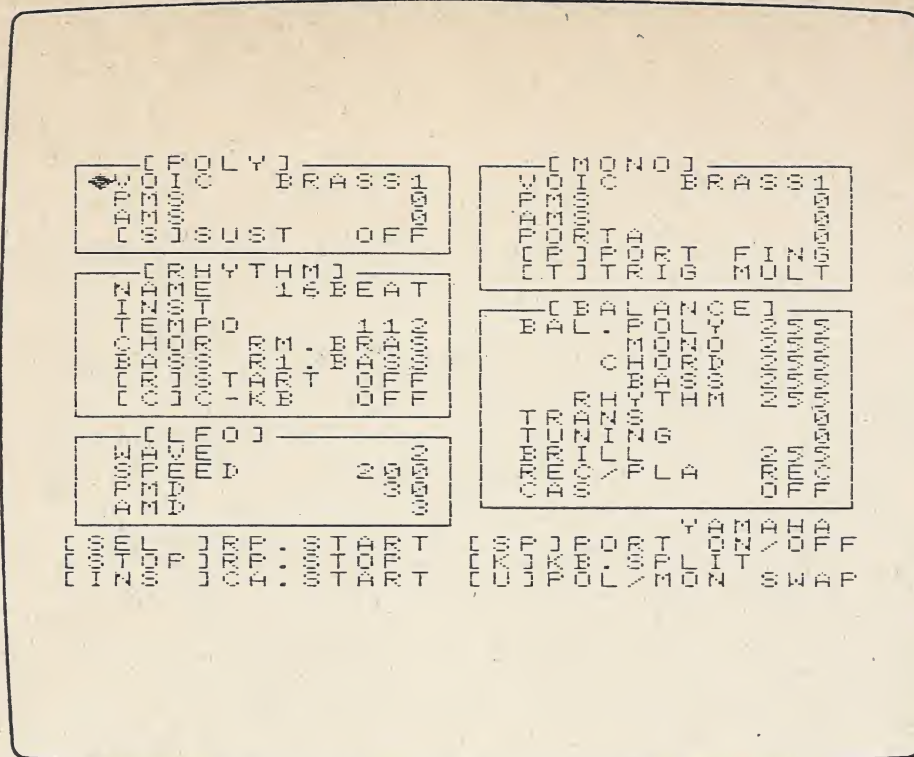 [POLY]
VOIC BRASS1
PMS 0
AMS 0
[S]SUST OFF
[RHYTHM]
NAME 16BEAT
INST
TEMPO 112
CHOR RM.BRAS
BASS R1.BASS
[R]START OFF
[C]C-KB OFF
[LFO]
WAVE 2
SPEED 200
PMD 30
AMD 3
[MONO]
VOIC BRASS1
PMS 0
AMS 0
PORTA 0
[P]PORT FING
[T]TRIG MULT
[BALANCE]
BAL.POLY 255
MONO 255
CHORD 255
BASS 255
RHYTHM 255
TRANS 0
TUNING 0
BRILL 25
REC/PLA REC
CAS OFF
YAMAHA
[SEL ]RP.START [SP]PORT ON/OFF
[STOP]RP.STOP [K]KB.SPLIT
[INS ]CA.START [U]POL/MON SWAP